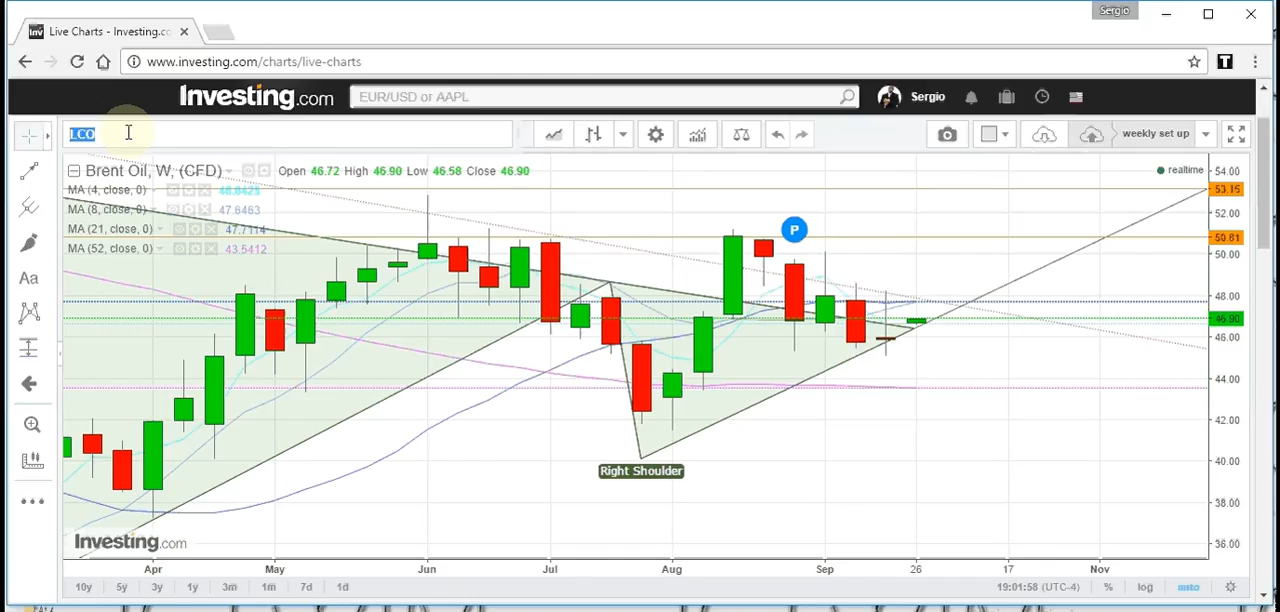 Sergio
Live Charts - Investing.co
www.investing.com/charts/live-charts
T
Investing.com
EUR/USD or AAPL
Sergio
LCO
weekly set up
Brent Oil, W, (CFD)
Open 46.72 High 46.90 Low 46.58 Close 46.90
realtime
MA (4, close, 0)
MA (8, close, 0) 47.6463
MA (21, close, 0) 47.7114
MA (52, close, 0) 43.5412
Aa
P
Right Shoulder
54.00
53.15
52.00
50.81
50.00
48.00
46.90
46.00
44.00
42.00
40.00
38.00
36.00
Investing.com
Apr May Jun Jul Aug Sep 26 17 Nov
10y 5y 3y 1y 3m 1m 7d 1d 19:01:58 (UTC-4) % log auto